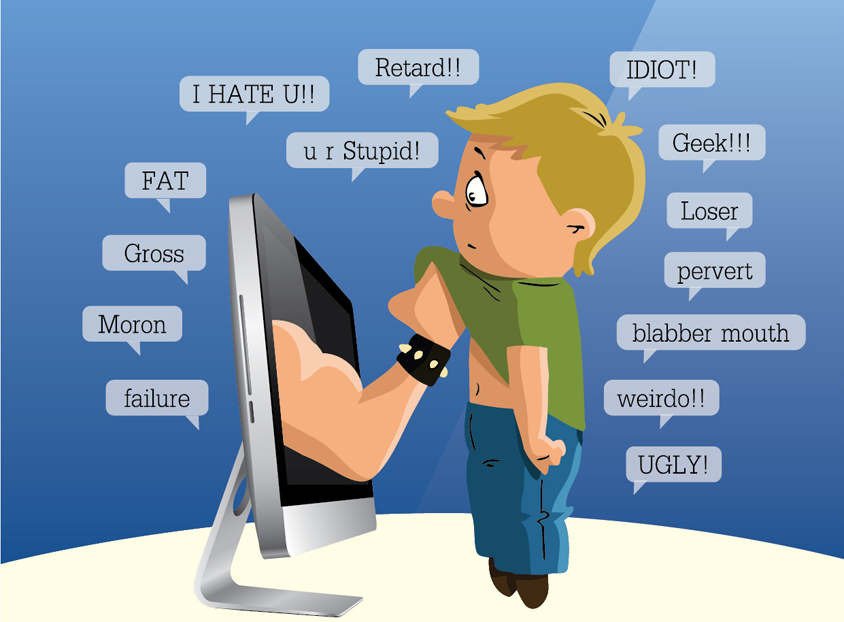 Retard!!
IDIOT!
I HATE U!!
Geek!!!
u r Stupid!
FAT
Loser
Gross
pervert
Moron
blabber mouth
failure
weirdo!!
UGLY!